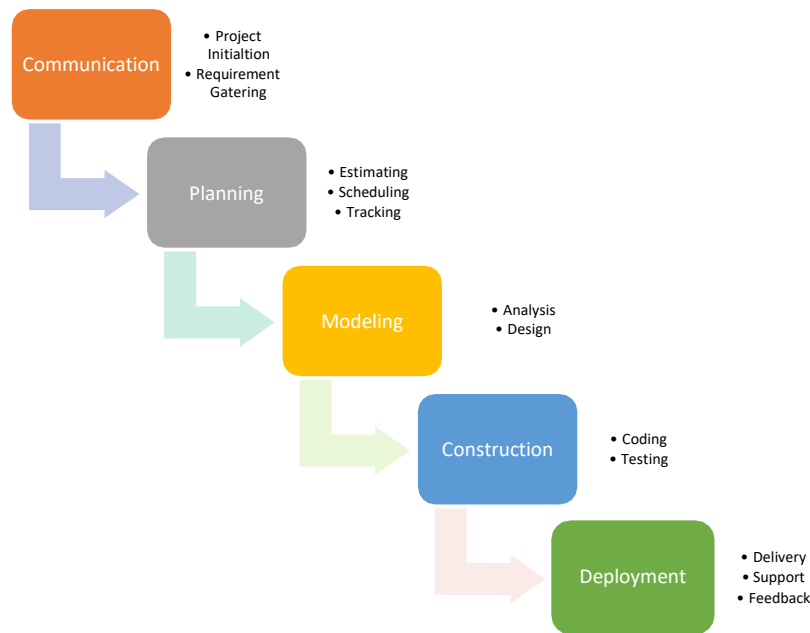 Communication
• Project
Initialtion
• Requirement
Gatering
Planning
• Estimating
• Scheduling
• Tracking
Modeling
• Analysis
• Design
Construction
• Coding
• Testing
Deployment
• Delivery
• Support
• Feedback